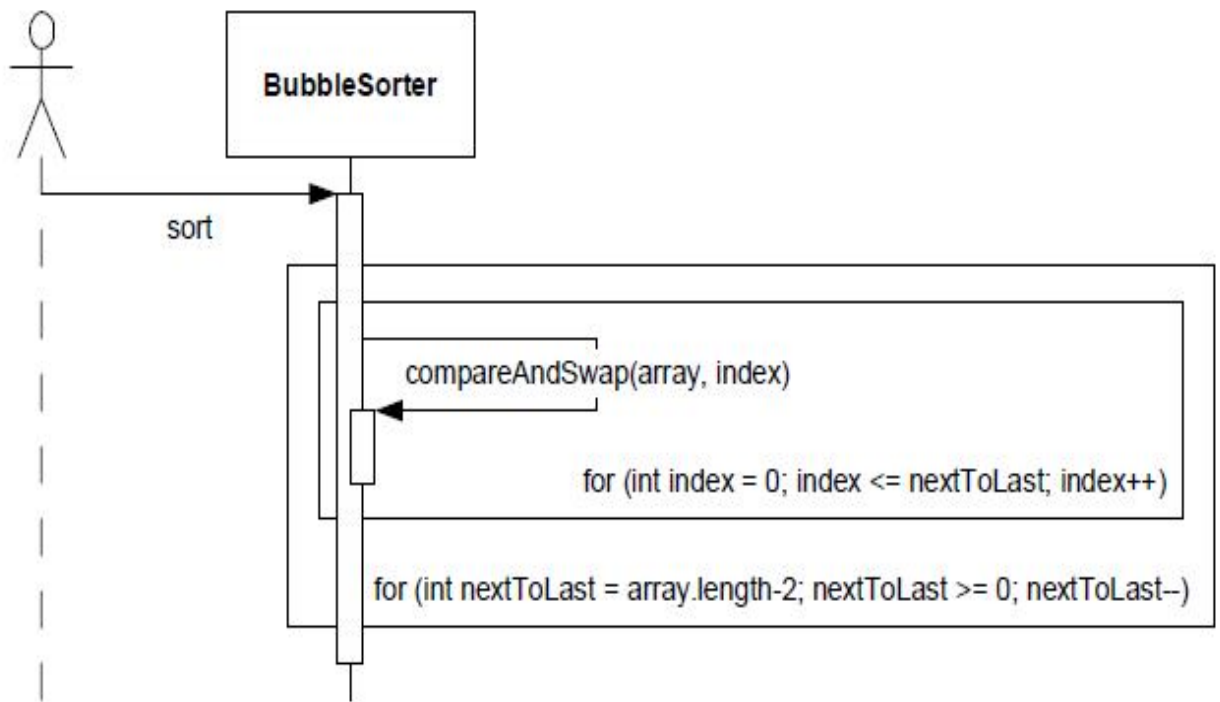 BubbleSorter
sort
compareAndSwap(array, index)
for (int index = 0; index <= nextToLast; index++)
for (int nextToLast = array.length-2; nextToLast >= 0; nextToLast--)